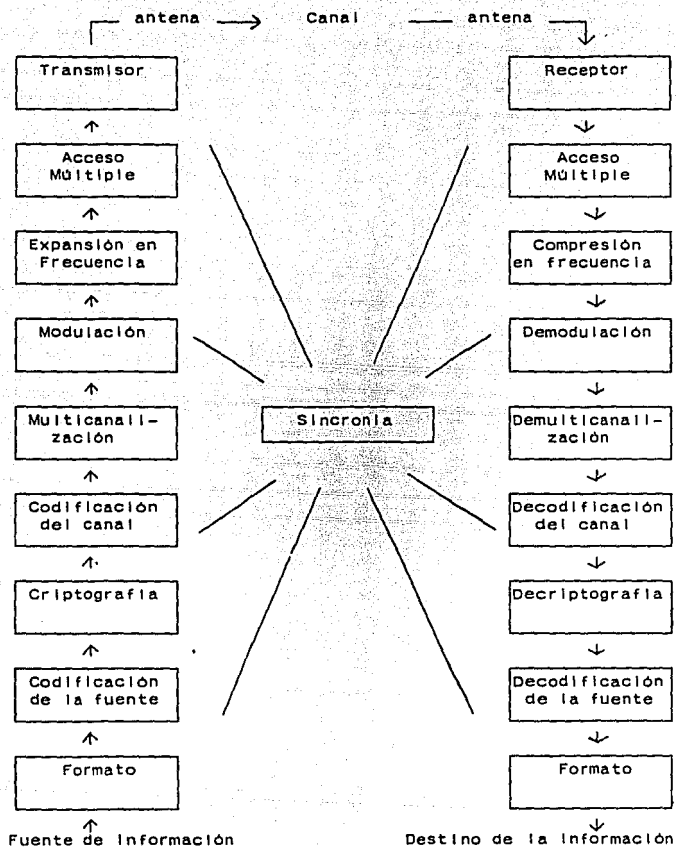 antena Canal antena
Transmisor
Receptor
Acceso
Múltiple
Acceso
Múltiple
Expansión en
Frecuencia
Compresión
en frecuencia
Modulación
Demodulación
Sincronía
Multicanali-
zación
Demulticanali-
zación
Codificación
del canal
Decodificación
del canal
Criptografía
Decriptografía
Codificación
de la fuente
Decodificación
de la fuente
Formato
Formato
Fuente de información
Destino de la información